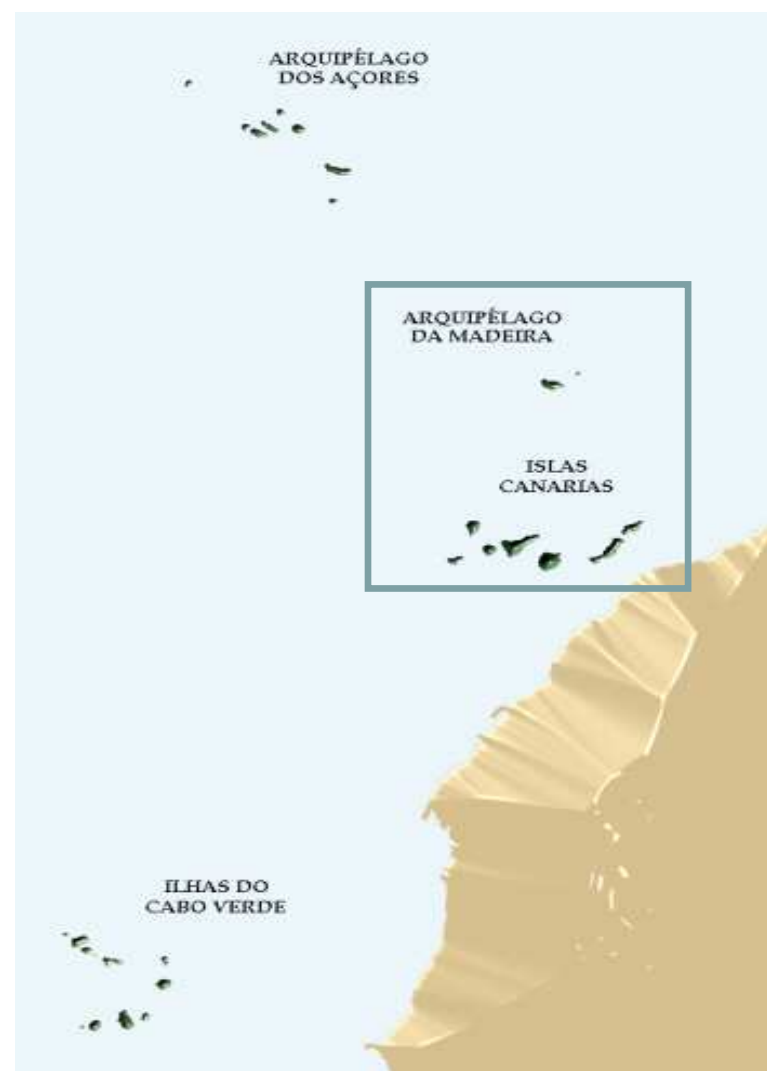 ARQUIPÉLAGO
DOS AÇORES
ARQUIPÉLAGO
DA MADEIRA
ISLAS
CANARIAS
ILHAS DO
CABO VERDE